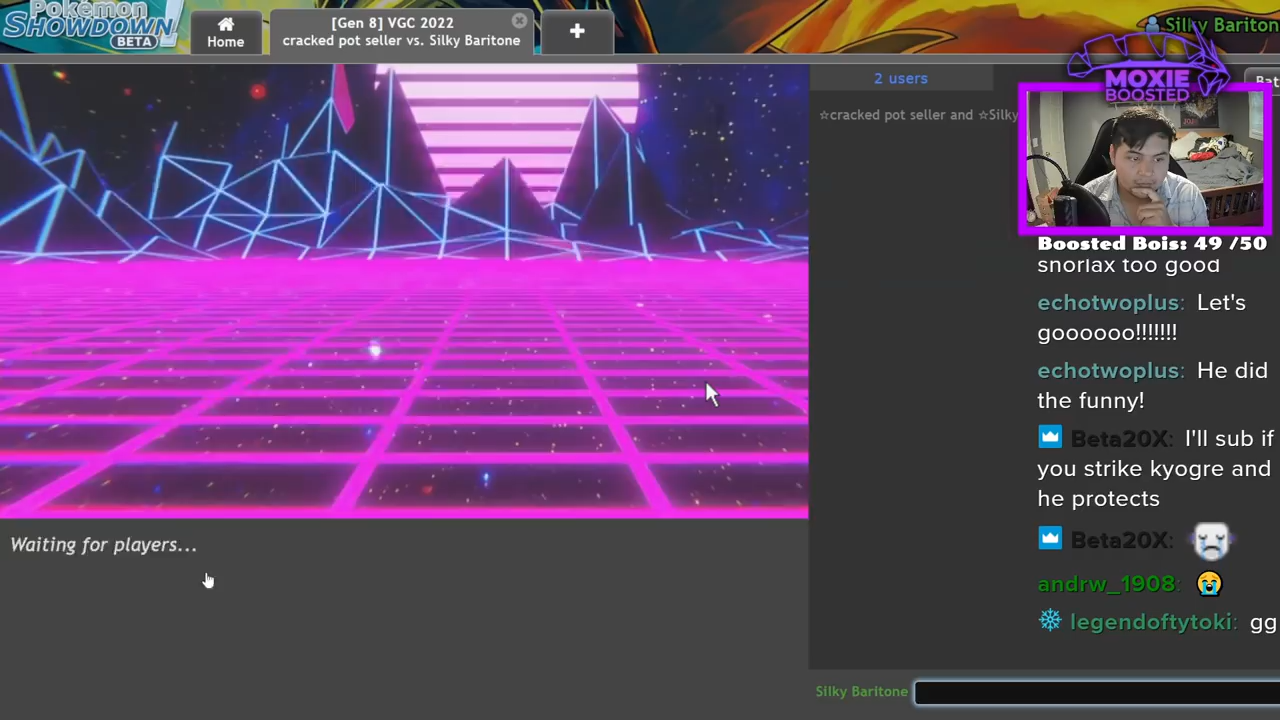 Pokémon
SHOWDOWN!
BETA
Home
[Gen 8] VGC 2022
cracked pot seller vs. Silky Baritone
Silky Bariton
2 users
Bat
☆cracked pot seller and ☆Silky
MOXIE
BOOSTED
Boosted Bois: 49 /50
snorlax too good
echotwoplus: Let's
goooooo!!!!!!!
echotwoplus: He did
the funny!
Beta20X: I'll sub if
you strike kyogre and
he protects
Beta20X:
andrw_1908: 😭
legendoftytoki: gg
Waiting for players...
Silky Baritone